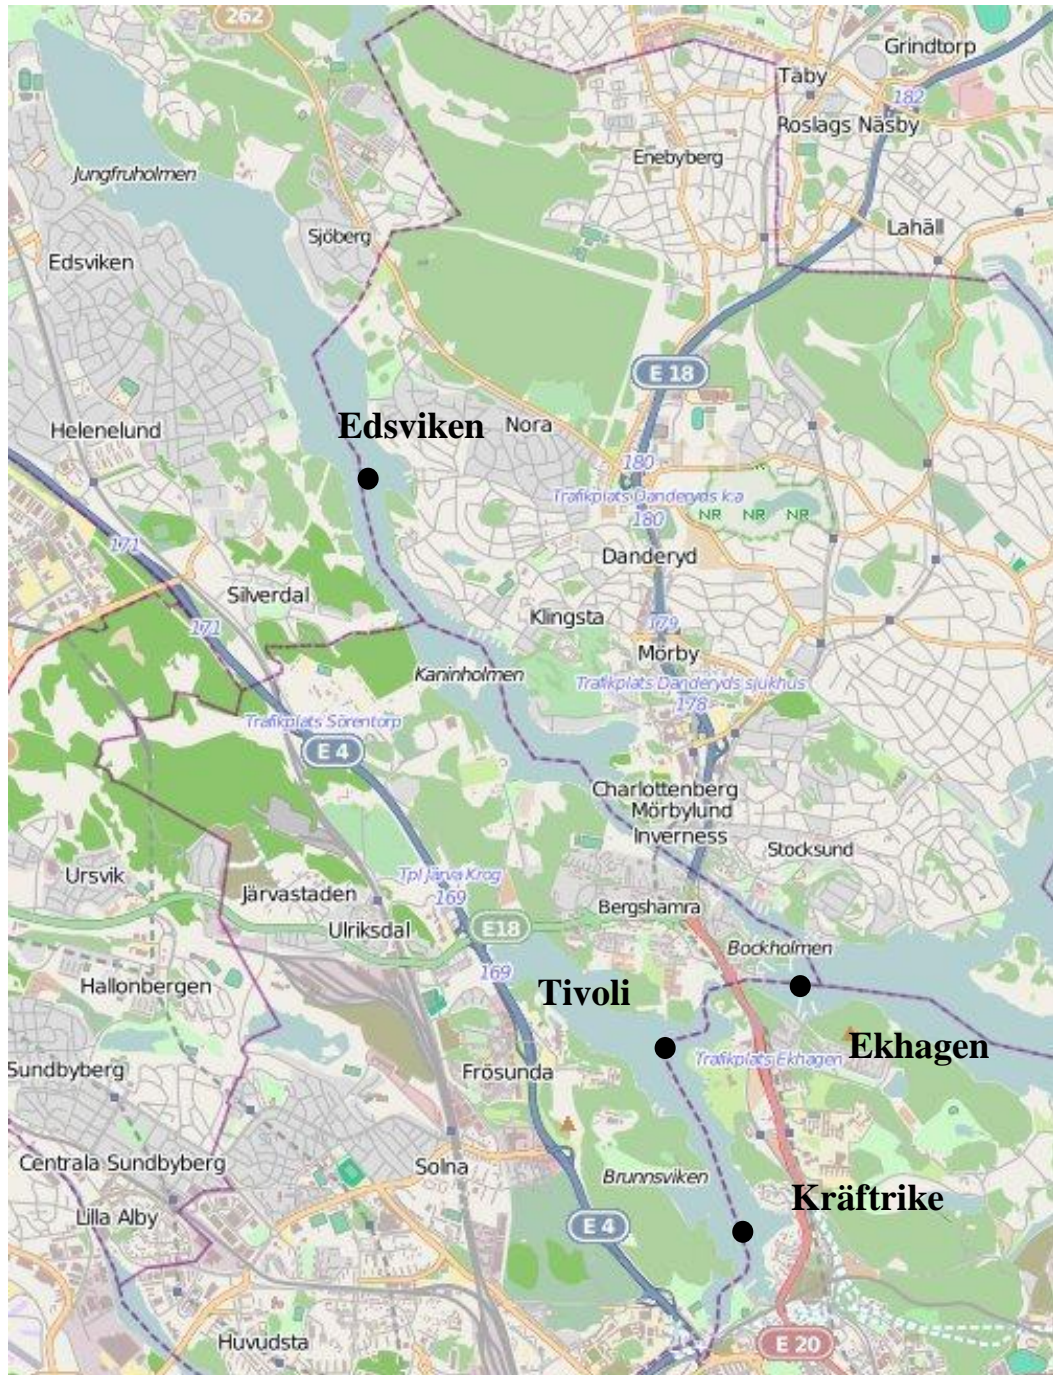 262
Grindtorp
Täby
182
Roslags Näsby
Enebyberg
Jungfruholmen
Lahäll
Sjöberg
Edsviken
E 18
Edsviken
Nora
Helenelund
180
NR
Trafikplats Danderyds k:a
180
NR NR NR
171
Danderyd
Silverdal
Klingsta
171
179
Mörby
Kaninholmen
Trafikplats Danderyds sjukhus
178
Trafikplats Sörentorp
E 4
Charlottenberg
Mörbylund
Inverness
Stocksund
Ursvik
Tpl Järva Krog
169
Järvastaden
Bergshamra
Ulriksdal
E18
Bockholmen
169
Hallonbergen
Tivoli
Ekhagen
Trafikplats Ekhagen
Sundbyberg
Frösunda
Centrala Sundbyberg
Solna
Brunnsviken
Kräftrike
Lilla Alby
E 4
Huvudsta
E 20